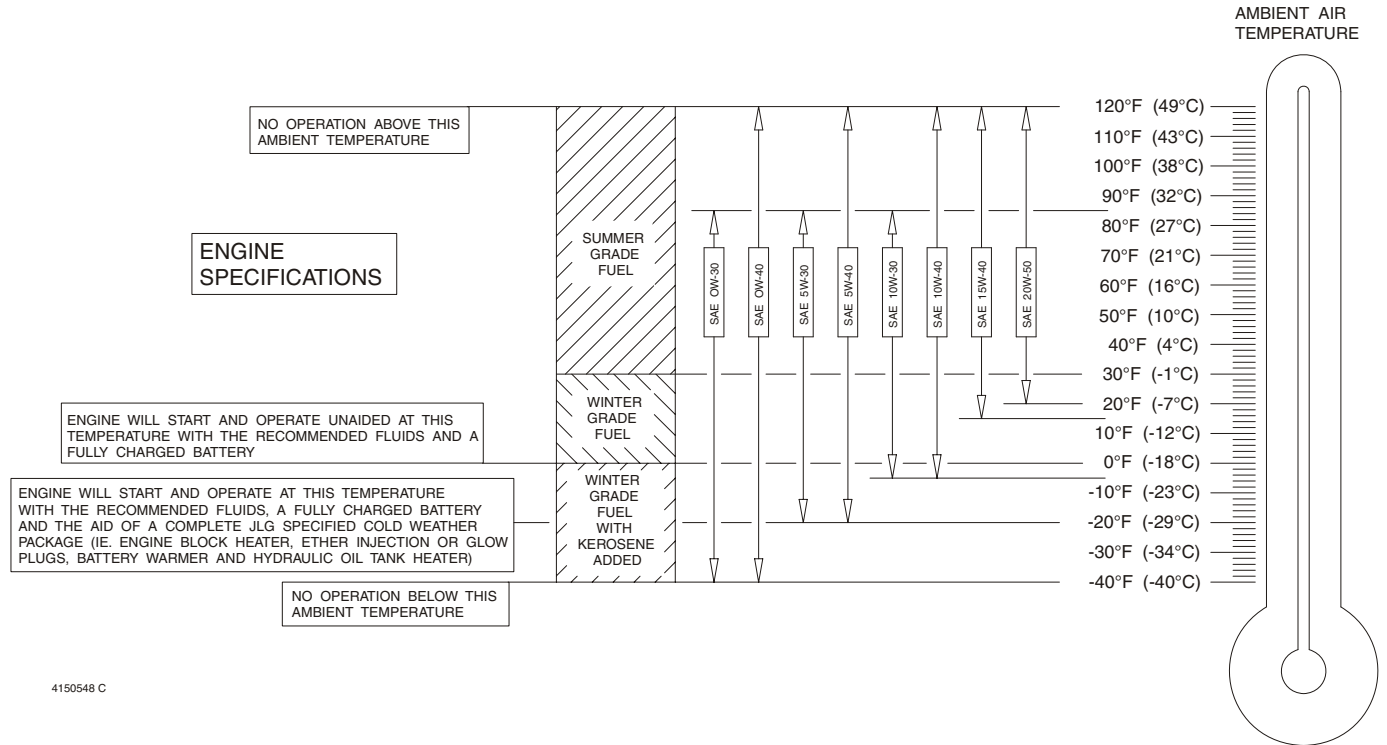 AMBIENT AIR
TEMPERATURE
NO OPERATION ABOVE THIS
AMBIENT TEMPERATURE
ENGINE
SPECIFICATIONS
ENGINE WILL START AND OPERATE UNAIDED AT THIS
TEMPERATURE WITH THE RECOMMENDED FLUIDS AND A
FULLY CHARGED BATTERY
ENGINE WILL START AND OPERATE AT THIS TEMPERATURE
WITH THE RECOMMENDED FLUIDS, A FULLY CHARGED BATTERY
AND THE AID OF A COMPLETE JLG SPECIFIED COLD WEATHER
PACKAGE (IE. ENGINE BLOCK HEATER, ETHER INJECTION OR GLOW
PLUGS, BATTERY WARMER AND HYDRAULIC OIL TANK HEATER)
NO OPERATION BELOW THIS
AMBIENT TEMPERATURE
SUMMER
GRADE
FUEL
WINTER
GRADE
FUEL
WINTER
GRADE
FUEL
WITH
KEROSENE
ADDED
SAE 0W-30
SAE 0W-40
SAE 5W-30
SAE 5W-40
SAE 10W-30
SAE 10W-40
SAE 15W-40
SAE 20W-50
120°F (49°C)
110°F (43°C)
100°F (38°C)
90°F (32°C)
80°F (27°C)
70°F (21°C)
60°F (16°C)
50°F (10°C)
40°F (4°C)
30°F (-1°C)
20°F (-7°C)
10°F (-12°C)
0°F (-18°C)
-10°F (-23°C)
-20°F (-29°C)
-30°F (-34°C)
-40°F (-40°C)
4150548 C